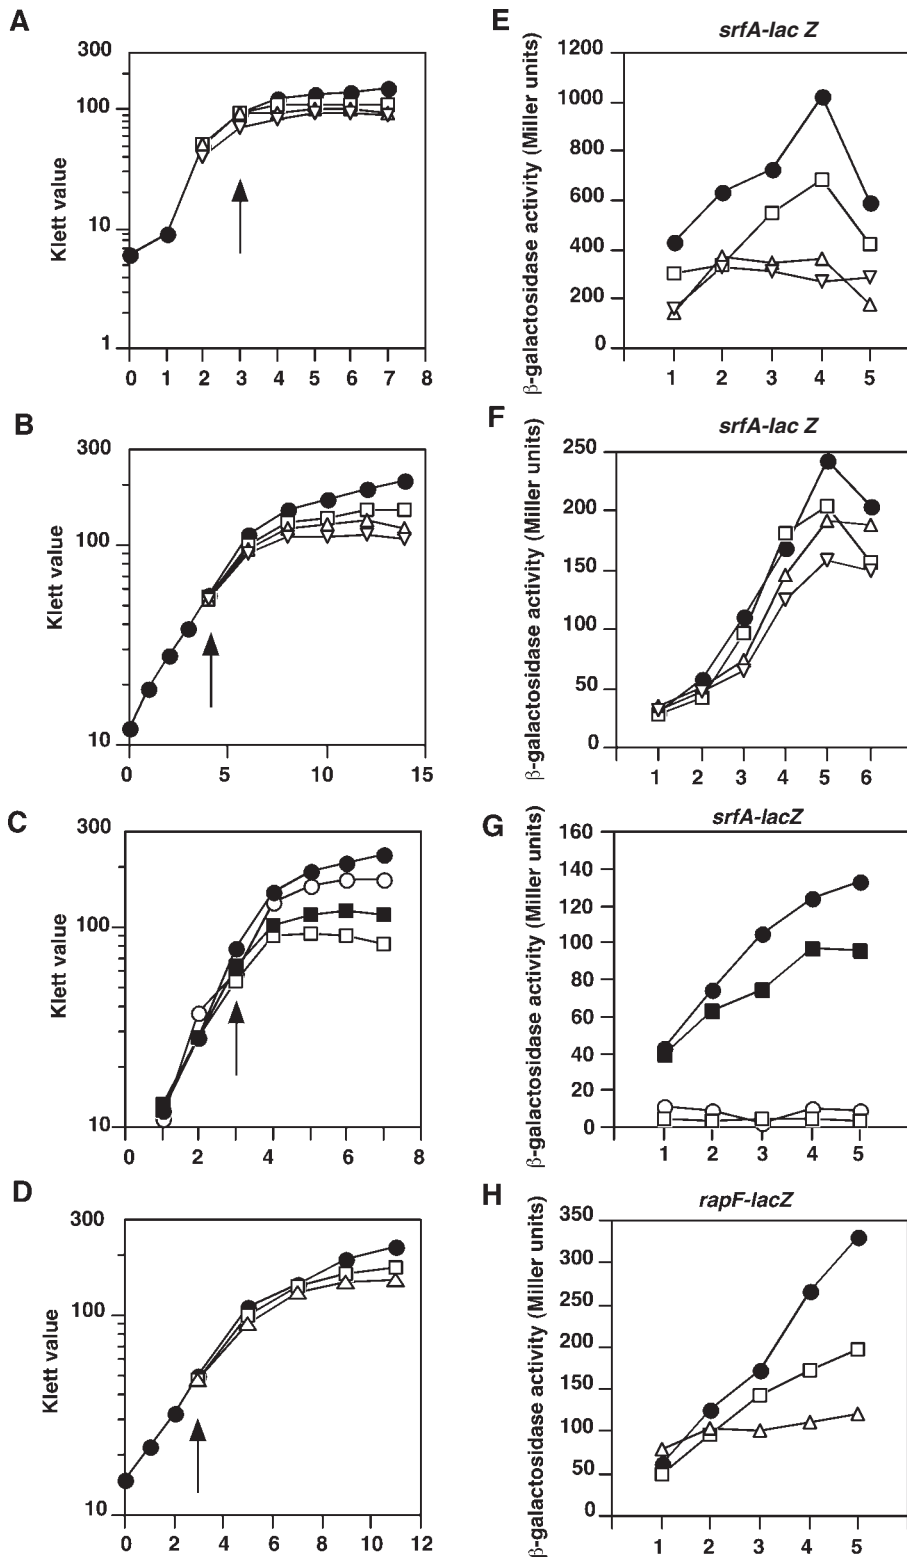 A
Klett value
300
100
10
1
0 1 2 3 4 5 6 7 8
E
srfA-lac Z
β-galactosidase activity (Miller units)
1200
1000
800
600
400
200
0
1 2 3 4 5
B
Klett value
300
100
10
0 5 10 15
F
srfA-lac Z
β-galactosidase activity (Miller units)
250
200
150
100
50
0
1 2 3 4 5 6
C
Klett value
300
100
10
0 2 4 6 8
G
srfA-lacZ
β-galactosidase activity (Miller units)
160
140
120
100
80
60
40
20
0
1 2 3 4 5
D
Klett value
300
100
10
0 2 4 6 8 10 12
H
rapF-lacZ
β-galactosidase activity (Miller units)
350
300
250
200
150
100
50
0
1 2 3 4 5